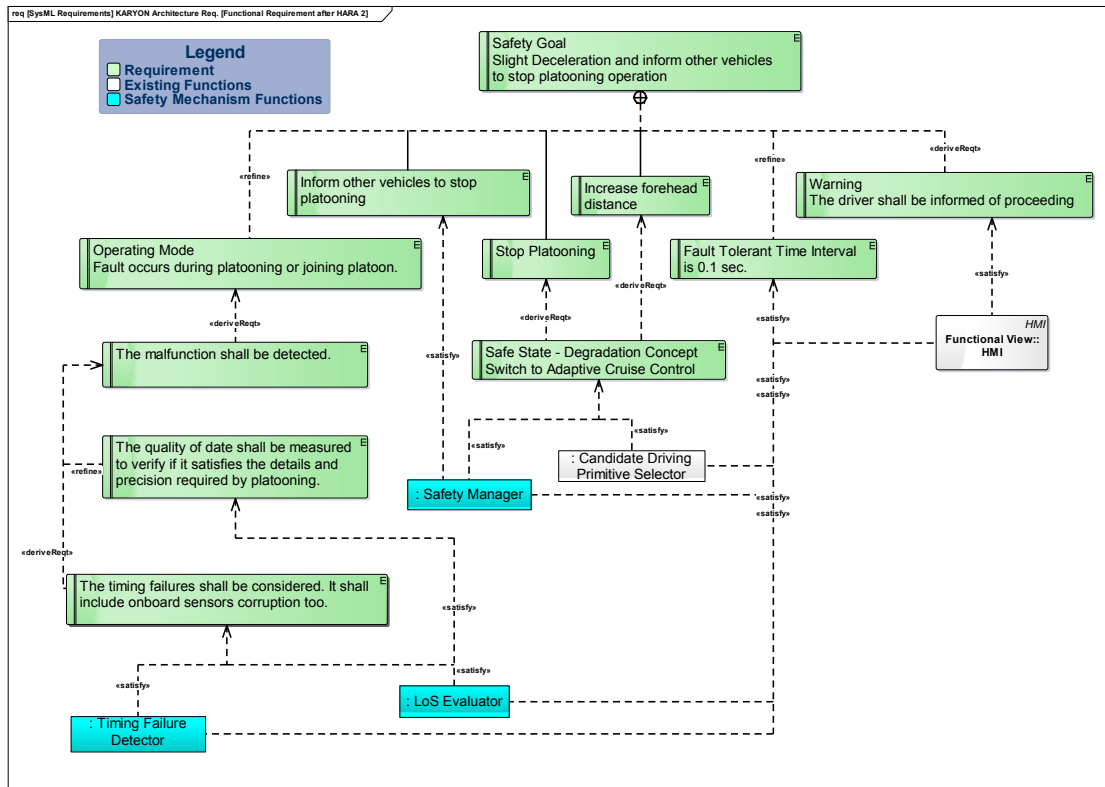 req [SysML Requirements] KARYON Architecture Req. [Functional Requirement after HARA 2]
Legend
Requirement
Existing Functions
Safety Mechanism Functions
E
Safety Goal
Slight Deceleration and inform other vehicles
to stop platooning operation
«refine»
«refine»
«deriveReqt»
E
Inform other vehicles to stop
platooning
E
Increase forehead
distance
E
Warning
The driver shall be informed of proceeding
E
Operating Mode
Fault occurs during platooning or joining platoon.
E
Stop Platooning
E
Fault Tolerant Time Interval
is 0.1 sec.
«satisfy»
«deriveReqt»
«deriveReqt»
«deriveReqt»
«satisfy»
HMI
Functional View::
HMI
E
The malfunction shall be detected.
«satisfy»
E
Safe State - Degradation Concept
Switch to Adaptive Cruise Control
«satisfy»
«satisfy»
E
The quality of date shall be measured
to verify if it satisfies the details and
precision required by platooning.
«refine»
«satisfy»
«satisfy»
: Candidate Driving
Primitive Selector
: Safety Manager
«satisfy»
«satisfy»
«deriveReqt»
E
The timing failures shall be considered. It shall
include onboard sensors corruption too.
«satisfy»
«satisfy»
«satisfy»
: LoS Evaluator
: Timing Failure
Detector